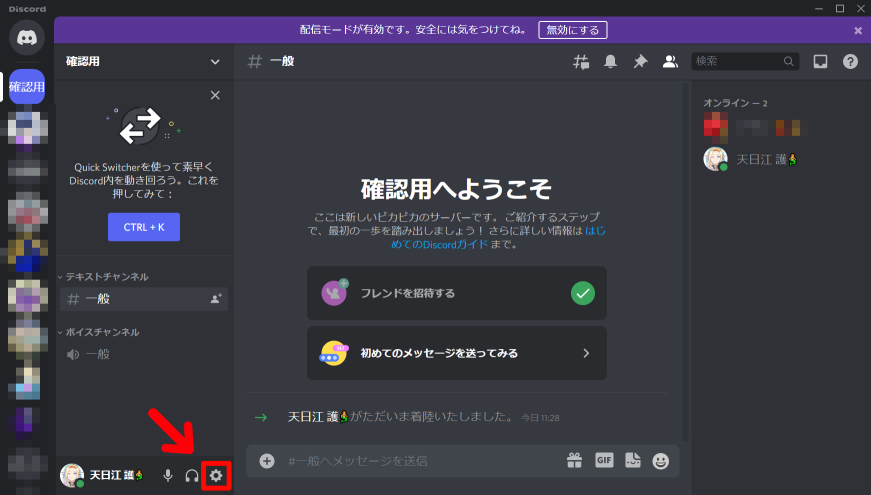 Discord
配信モードが有効です。安全には気をつけてね。
無効にする
確認用
一般
検索
確認用
Quick Switcherを使って素早く
Discord内を動き回ろう。これを
押してみて：
CTRL + K
テキストチャンネル
一般
ボイスチャンネル
一般
確認用へようこそ
ここは新しいピカピカのサーバーです。ご紹介するステップ
で、最初の一歩を踏み出しましょう！ さらに詳しい情報は はじ
めてのDiscordガイド まで。
フレンドを招待する
初めてのメッセージを送ってみる
天日江 護がただいま着陸いたしました。 今日 11:28
#一般へメッセージを送信
GIF
オンライン ー 2
天日江 護
天日江 護